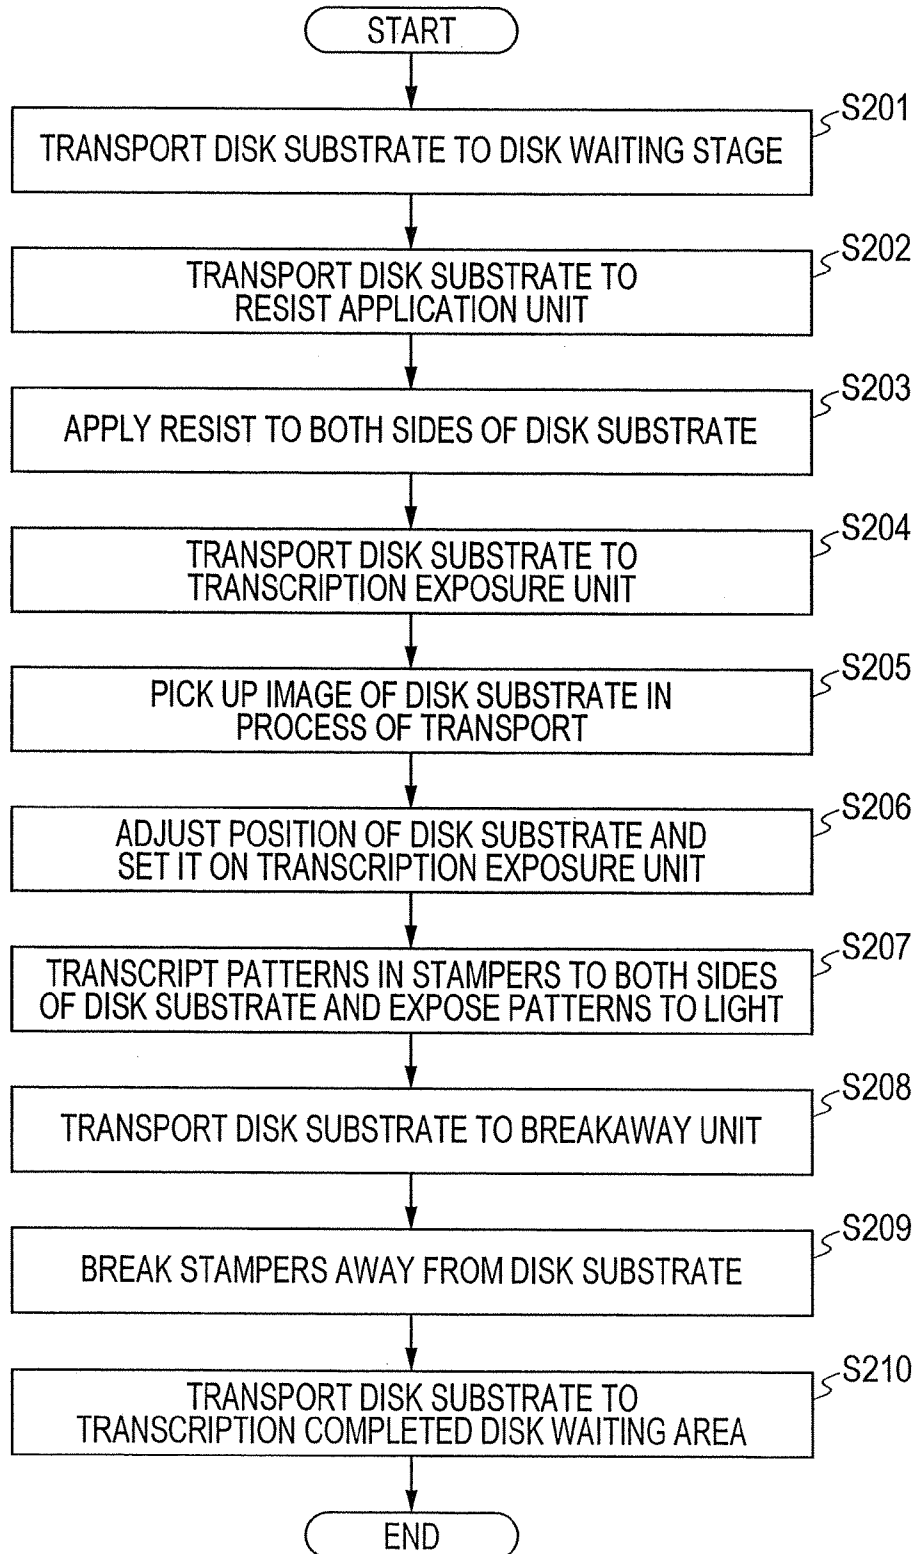 START
S201
TRANSPORT DISK SUBSTRATE TO DISK WAITING STAGE
S202
TRANSPORT DISK SUBSTRATE TO
RESIST APPLICATION UNIT
S203
APPLY RESIST TO BOTH SIDES OF DISK SUBSTRATE
S204
TRANSPORT DISK SUBSTRATE TO
TRANSCRIPTION EXPOSURE UNIT
S205
PICK UP IMAGE OF DISK SUBSTRATE IN
PROCESS OF TRANSPORT
S206
ADJUST POSITION OF DISK SUBSTRATE AND
SET IT ON TRANSCRIPTION EXPOSURE UNIT
S207
TRANSCRIPT PATTERNS IN STAMPERS TO BOTH SIDES
OF DISK SUBSTRATE AND EXPOSE PATTERNS TO LIGHT
S208
TRANSPORT DISK SUBSTRATE TO BREAKAWAY UNIT
S209
BREAK STAMPERS AWAY FROM DISK SUBSTRATE
S210
TRANSPORT DISK SUBSTRATE TO
TRANSCRIPTION COMPLETED DISK WAITING AREA
END